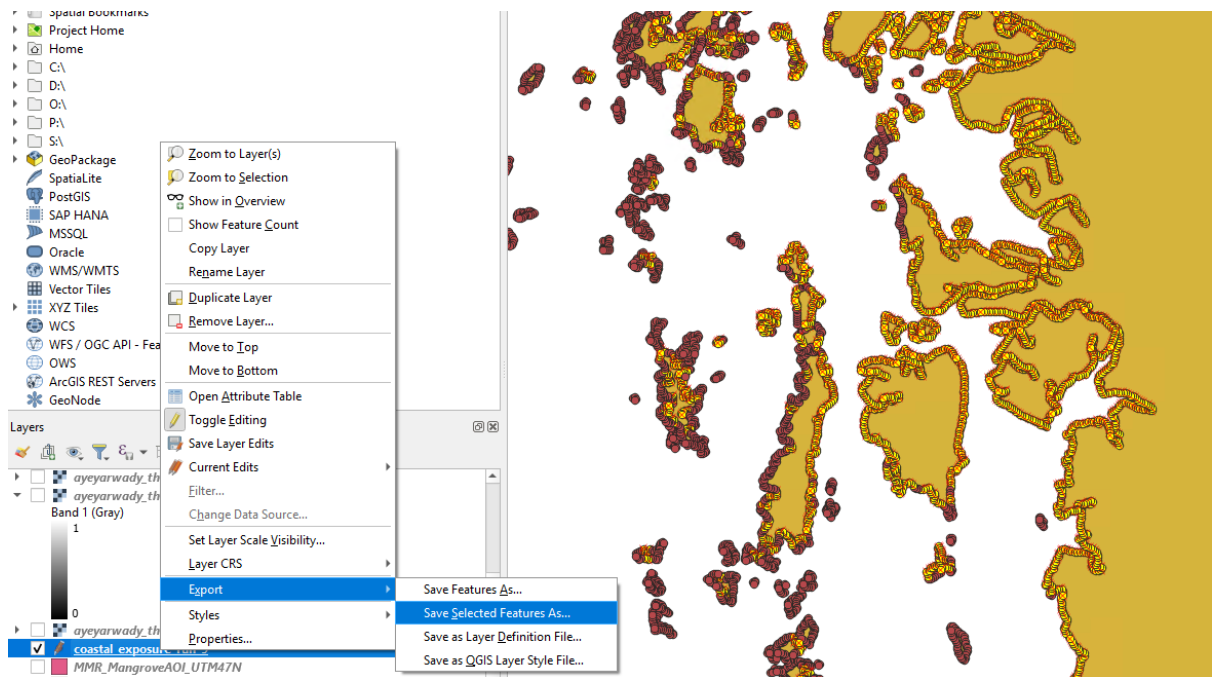 Spatial Bookmarks
Project Home
Home
C:\
D:\
O:\
P:\
S:\
GeoPackage
SpatiaLite
PostGIS
SAP HANA
MSSQL
Oracle
WMS/WMTS
Vector Tiles
XYZ Tiles
WCS
WFS / OGC API - Fea
OWS
ArcGIS REST Servers
GeoNode
Zoom to Layer(s)
Zoom to Selection
Show in Overview
Show Feature Count
Copy Layer
Rename Layer
Duplicate Layer
Remove Layer...
Move to Top
Move to Bottom
Open Attribute Table
Toggle Editing
Save Layer Edits
Current Edits
Filter...
Change Data Source...
Set Layer Scale Visibility...
Layer CRS
Export
Styles
Properties...
Save Features As...
Save Selected Features As...
Save as Layer Definition File...
Save as QGIS Layer Style File...
Layers
ayeyarwady_th
ayeyarwady_th
Band 1 (Gray)
1
0
ayeyarwady_th
coastal_exposure
MMR_MangroveAOI_UTM47N